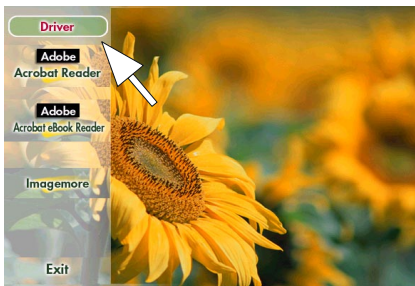 Driver
Adobe
Acrobat Reader
Adobe
Acrobat eBook Reader
Imagemore
Exit